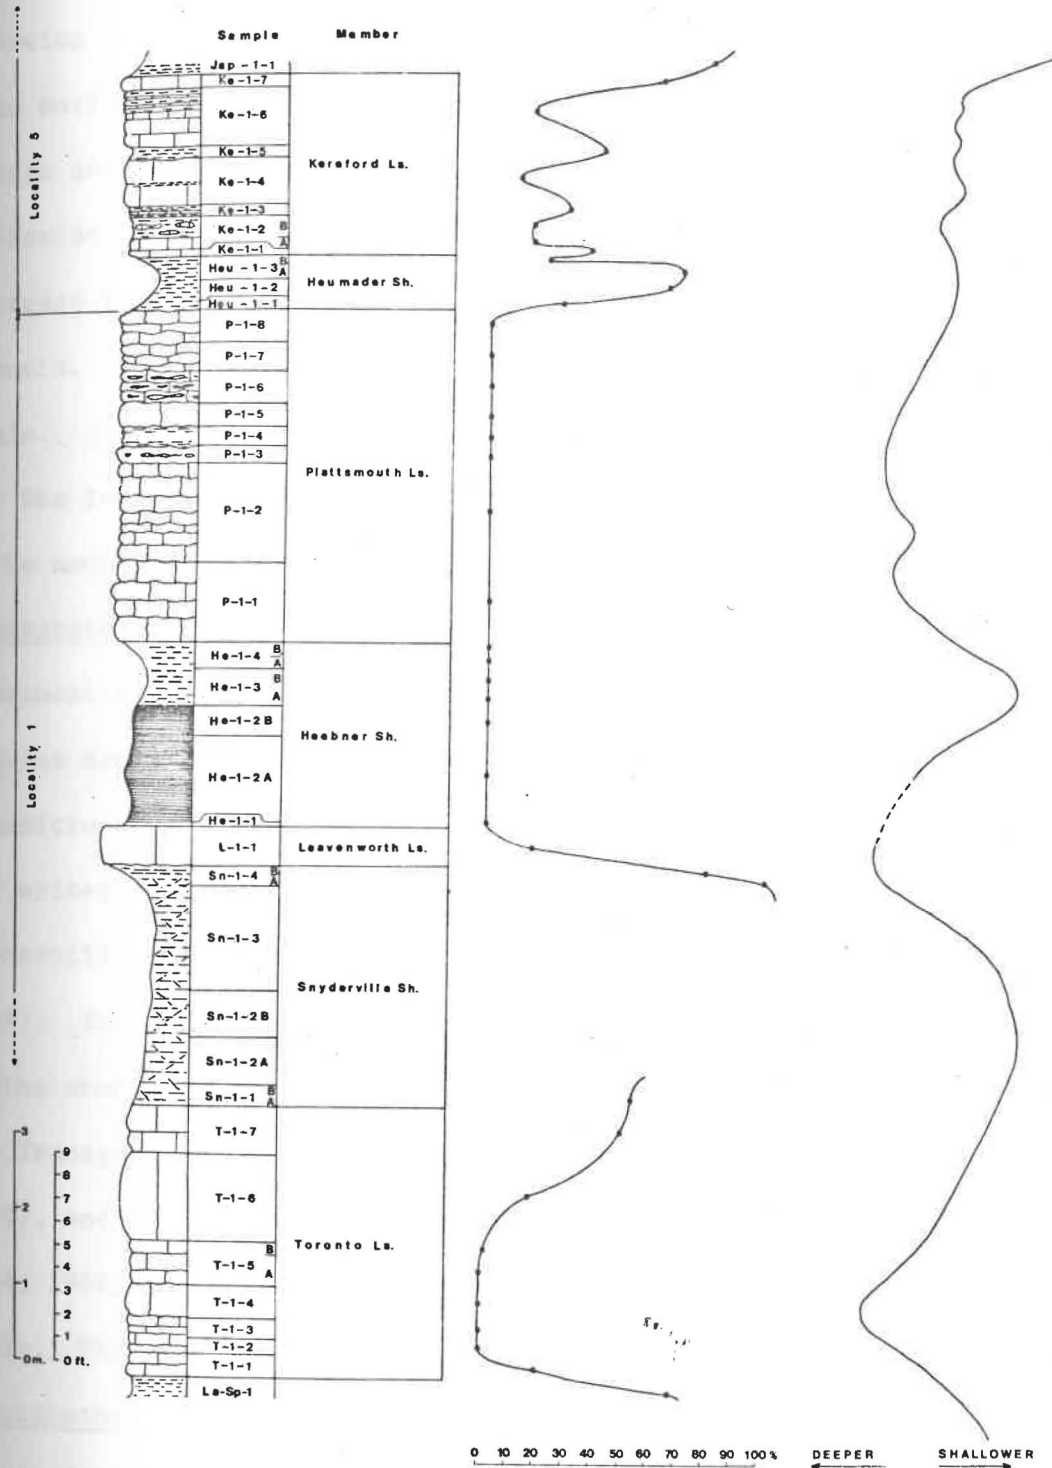 Sample Member
Jap - 1-1
Ke-1-7
Ke-1-6
Ke-1-5
Ke-1-4
Ke-1-3
Ke-1-2 B
A
Ke-1-1
Kereford Ls.
Heu - 1-3 B
A
Heu - 1-2
Heu - 1-1
Heumader Sh.
Locality 5
P-1-8
P-1-7
P-1-6
P-1-5
P-1-4
P-1-3
P-1-2
P-1-1
Plattsmouth Ls.
He-1-4 B
A
He-1-3 B
A
He-1-2B
He-1-2A
He-1-1
Heebner Sh.
Locality 1
L-1-1 Leavenworth Ls.
Sn-1-4 B
A
Sn-1-3
Sn-1-2B
Sn-1-2A
Sn-1-1 B
A
Snyderville Sh.
T-1-7
T-1-6
T-1-5 B
A
T-1-4
T-1-3
T-1-2
T-1-1
Toronto Ls.
La-Sp-1
3
2
1
0m.
9
8
7
6
5
4
3
2
1
0 ft.
0 10 20 30 40 50 60 70 80 90 100% DEEPER SHALLOWER